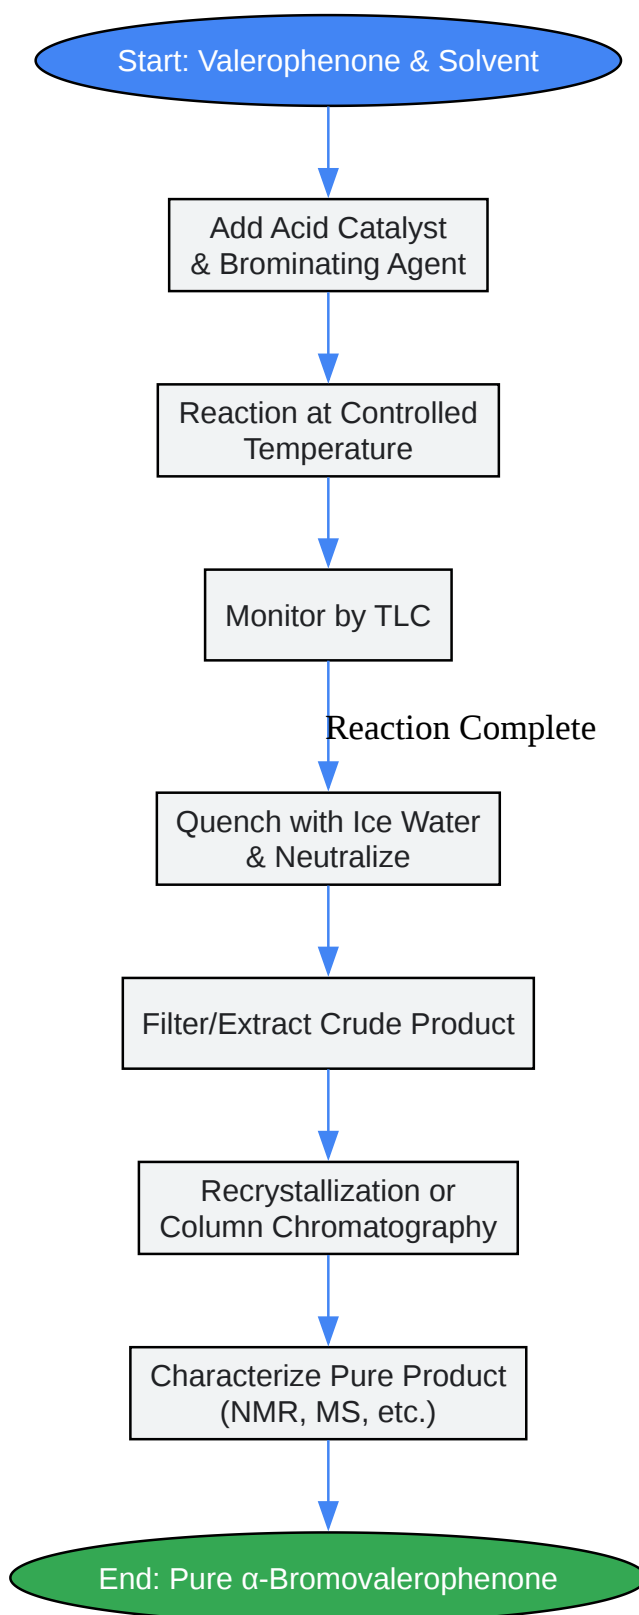 Start: Valerophenone & Solvent
Add Acid Catalyst
& Brominating Agent
Reaction at Controlled
Temperature
Monitor by TLC
Reaction Complete
Quench with Ice Water
& Neutralize
Filter/Extract Crude Product
Recrystallization or
Column Chromatography
Characterize Pure Product
(NMR, MS, etc.)
End: Pure α-Bromovalerophenone